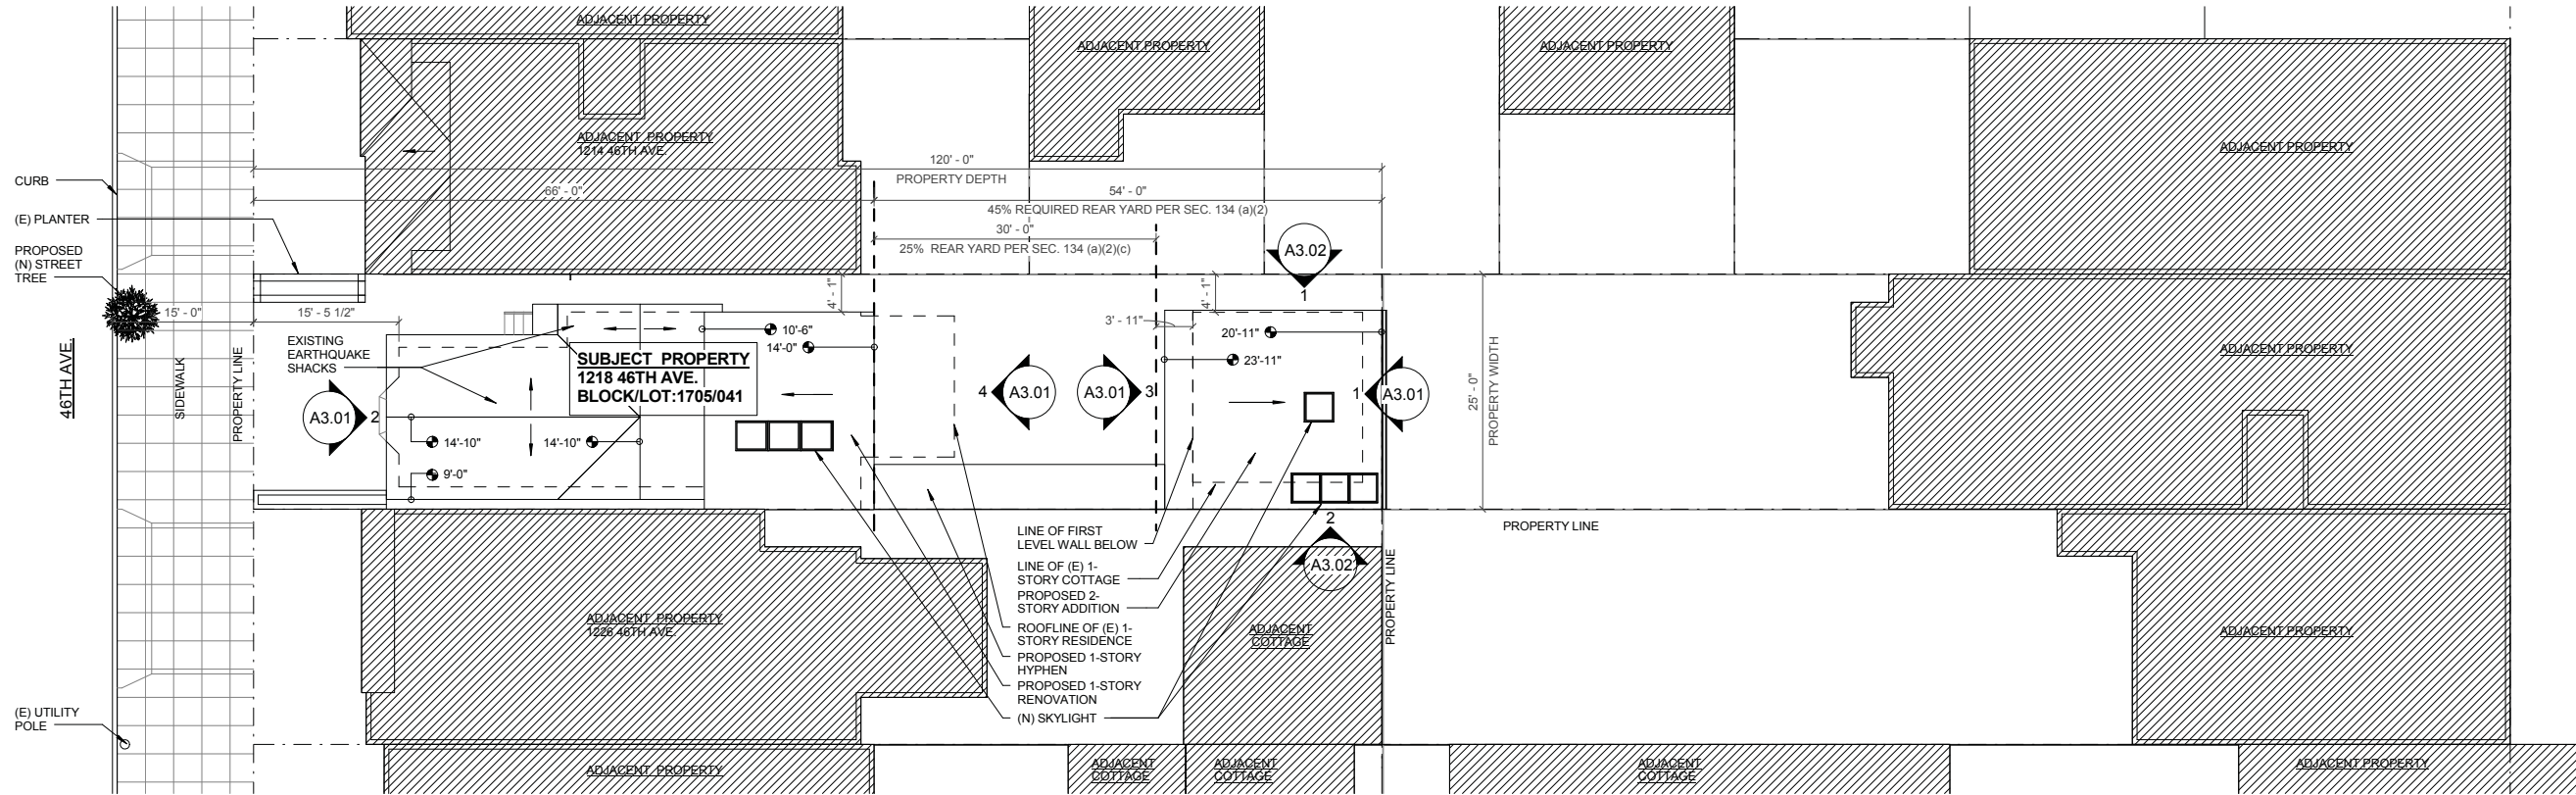 ADJACENT PROPERTY
ADJACENT PROPERTY
ADJACENT PROPERTY
ADJACENT PROPERTY
1214 46TH AVE.
ADJACENT PROPERTY
CURB
(E) PLANTER
PROPOSED
(N) STREET
TREE
120' - 0"
PROPERTY DEPTH
66' - 0"
54' - 0"
45% REQUIRED REAR YARD PER SEC. 134 (a)(2)
30' - 0"
25% REAR YARD PER SEC. 134 (a)(2)(c)
A3.02
1
15' - 0"
15' - 5 1/2"
4' - 1"
4' - 1"
3' - 11"
EXISTING
EARTHQUAKE
SHACKS
46TH AVE.
SIDEWALK
PROPERTY LINE
A3.01
2
SUBJECT PROPERTY
1218 46TH AVE.
BLOCK/LOT:1705/041
10'-6"
14'-0"
14'-10"
14'-10"
9'-0"
4
A3.01
A3.01
3
20'-11"
23'-11"
1
A3.01
25' - 0"
PROPERTY WIDTH
ADJACENT PROPERTY
LINE OF FIRST
LEVEL WALL BELOW
LINE OF (E) 1-
STORY COTTAGE
PROPOSED 2-
STORY ADDITION
ROOFLINE OF (E) 1-
STORY RESIDENCE
PROPOSED 1-STORY
HYPHEN
PROPOSED 1-STORY
RENOVATION
(N) SKYLIGHT
2
A3.02
PROPERTY LINE
PROPERTY LINE
ADJACENT PROPERTY
1226 46TH AVE.
ADJACENT
COTTAGE
ADJACENT PROPERTY
(E) UTILITY
POLE
ADJACENT PROPERTY
ADJACENT
COTTAGE
ADJACENT
COTTAGE
ADJACENT
COTTAGE
ADJACENT PROPERTY